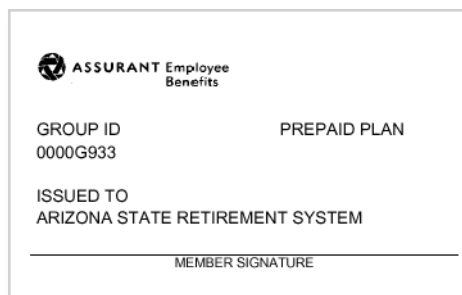 ASSURANT Employee
Benefits
GROUP ID PREPAID PLAN
0000G933
ISSUED TO
ARIZONA STATE RETIREMENT SYSTEM
MEMBER SIGNATURE